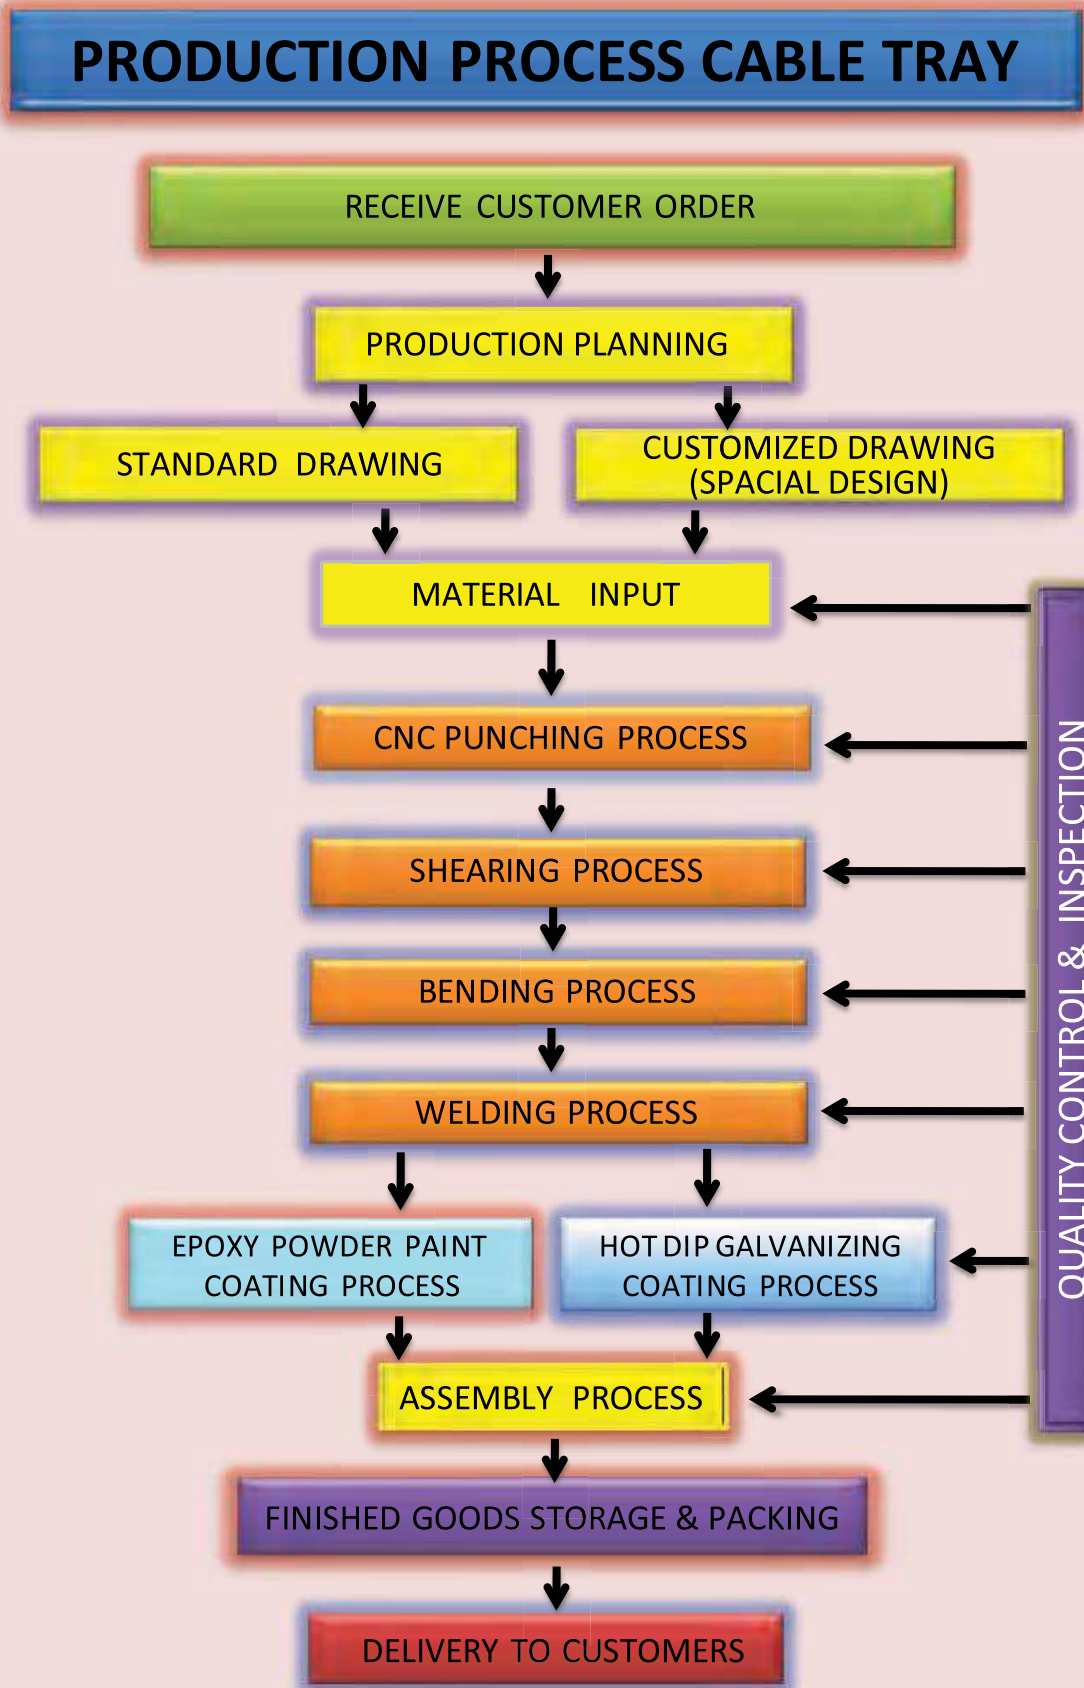 PRODUCTION PROCESS CABLE TRAY
RECEIVE CUSTOMER ORDER
PRODUCTION PLANNING
STANDARD DRAWING
CUSTOMIZED DRAWING
(SPACIAL DESIGN)
MATERIAL INPUT
CNC PUNCHING PROCESS
SHEARING PROCESS
BENDING PROCESS
WELDING PROCESS
EPOXY POWDER PAINT
COATING PROCESS
HOT DIP GALVANIZING
COATING PROCESS
ASSEMBLY PROCESS
FINISHED GOODS STORAGE & PACKING
DELIVERY TO CUSTOMERS
QUALITY CONTROL & INSPECTION